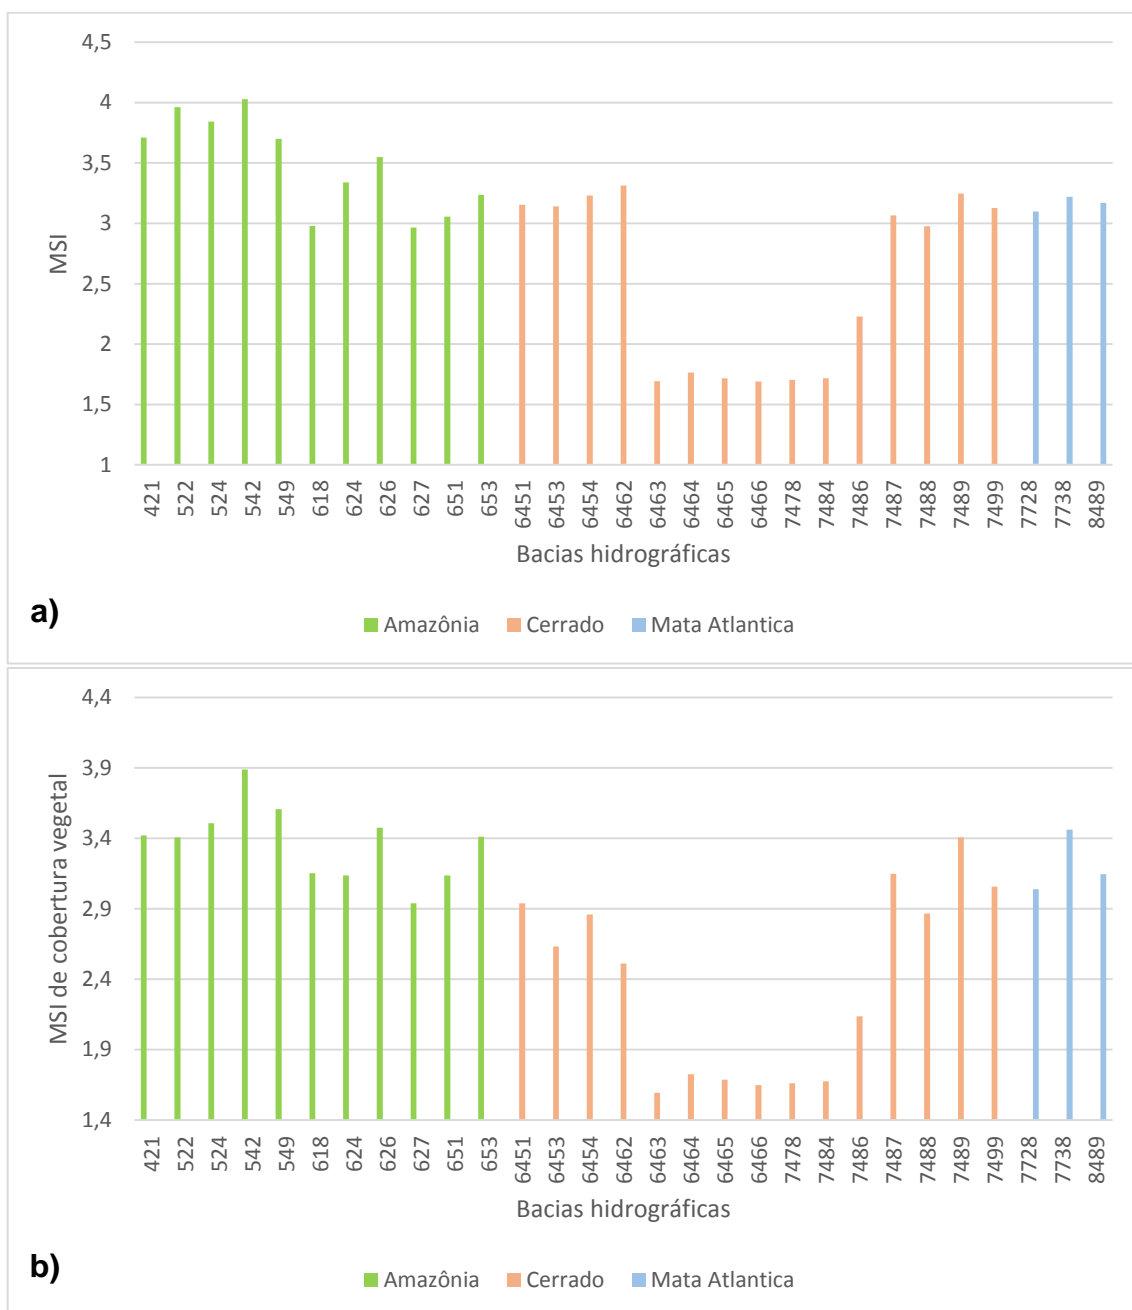 4,5
4
3,5
3
2,5
2
1,5
1
MSI
421 522 524 542 549 618 624 626 627 651 653 6451 6453 6454 6462 6463 6464 6465 6466 7478 7484 7486 7487 7488 7489 7499 7728 7738 8489
Bacias hidrográficas
a)
Amazônia Cerrado Mata Atlantica
4,4
3,9
3,4
2,9
2,4
1,9
1,4
MSI de cobertura vegetal
421 522 524 542 549 618 624 626 627 651 653 6451 6453 6454 6462 6463 6464 6465 6466 7478 7484 7486 7487 7488 7489 7499 7728 7738 8489
Bacias hidrográficas
b)
Amazônia Cerrado Mata Atlantica